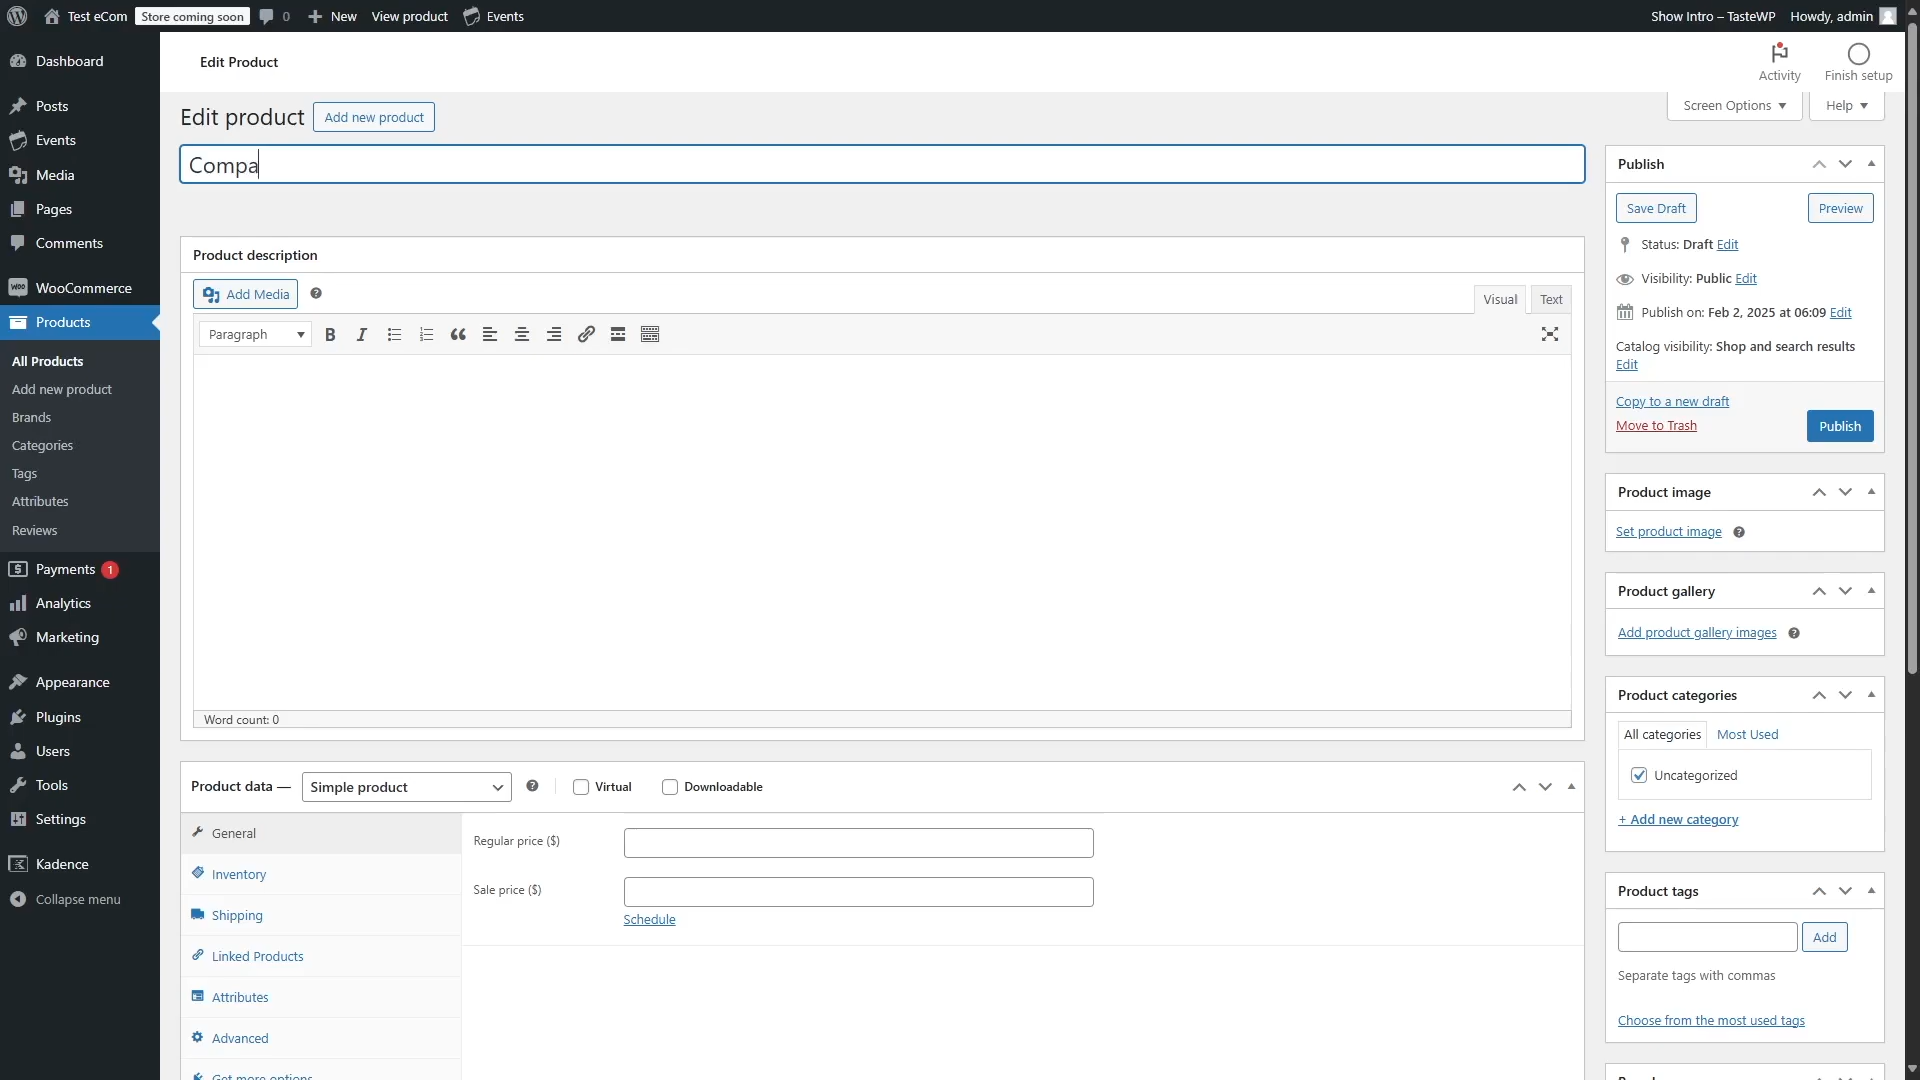 Test eCom Store coming soon 0 New View product Events Show Intro – TasteWP Howdy, admin
Edit Product
Activity
Finish setup
Dashboard
Posts
Events
Media
Pages
Comments
WooCommerce
Products
All Products
Add new product
Brands
Categories
Tags
Attributes
Reviews
Payments 1
Analytics
Marketing
Appearance
Plugins
Users
Tools
Settings
Kadence
Collapse menu
Screen Options
Help
Edit product Add new product
Compa
Product description
Add Media
Visual Text
Paragraph
Word count: 0
Product data — Simple product Virtual Downloadable
General
Inventory
Shipping
Linked Products
Attributes
Advanced
Get more options
Regular price ($)
Sale price ($)
Schedule
Publish
Save Draft Preview
Status: Draft Edit
Visibility: Public Edit
Publish on: Feb 2, 2025 at 06:09 Edit
Catalog visibility: Shop and search results
Edit
Copy to a new draft
Move to Trash
Publish
Product image
Set product image
Product gallery
Add product gallery images
Product categories
All categories Most Used
Uncategorized
+ Add new category
Product tags
Add
Separate tags with commas
Choose from the most used tags